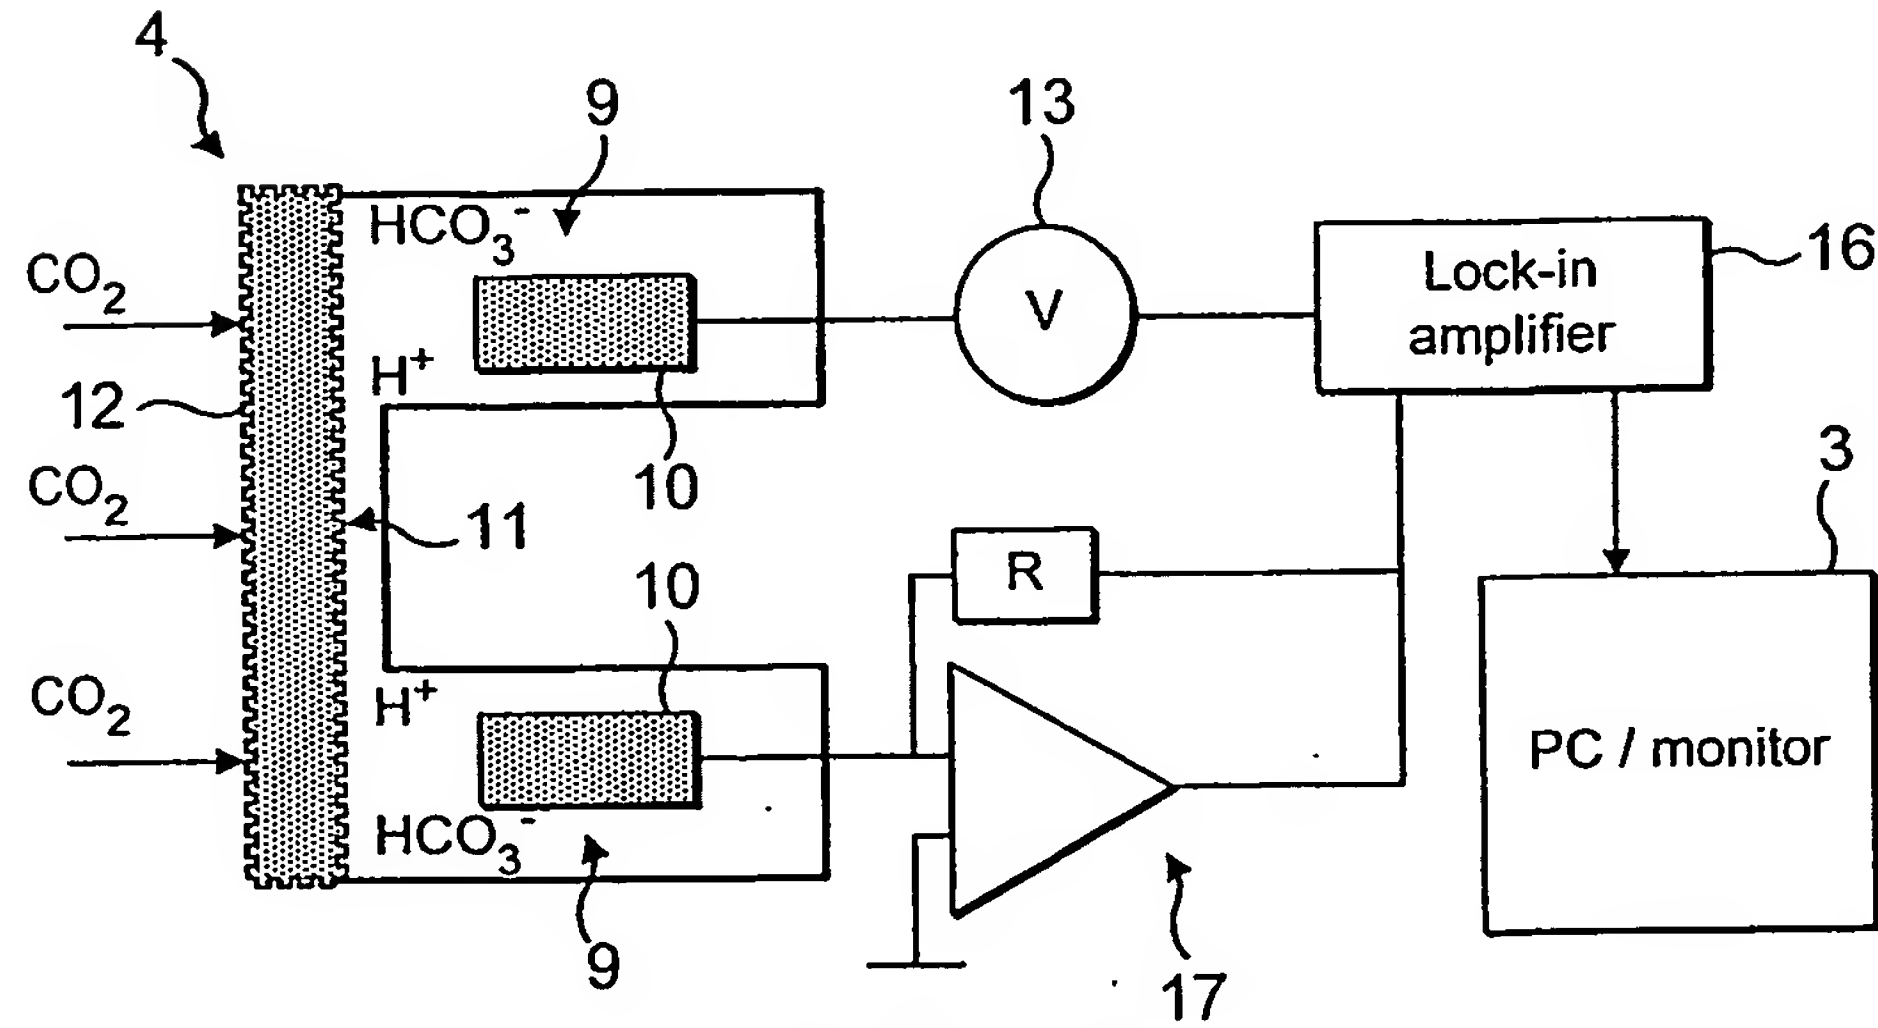 4
9
13
HCO3-
CO2
V
Lock-in
amplifier
16
H+
12
10
3
CO2
11
R
10
CO2
H+
PC / monitor
HCO3-
9
17